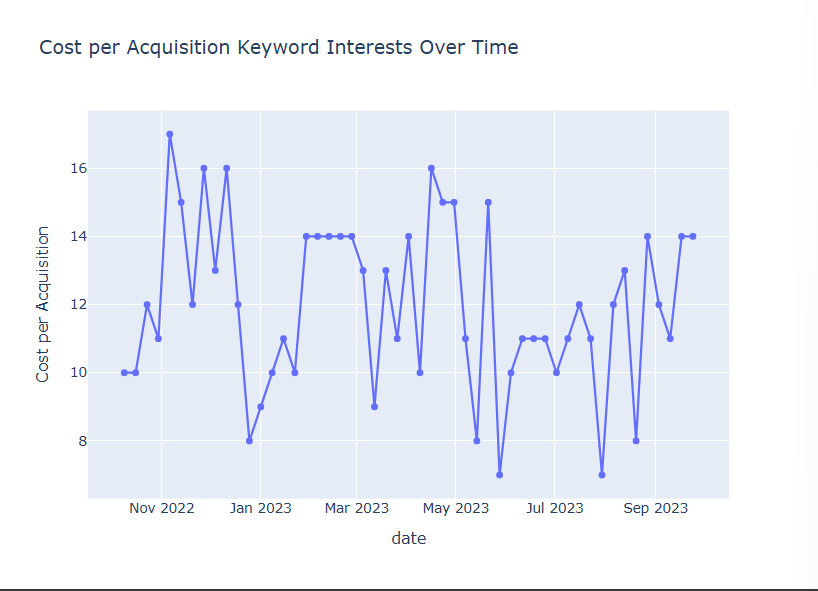 Cost per Acquisition Keyword Interests Over Time
Cost per Acquisition
16
14
12
10
8
Nov 2022 Jan 2023 Mar 2023 May 2023 Jul 2023 Sep 2023
date